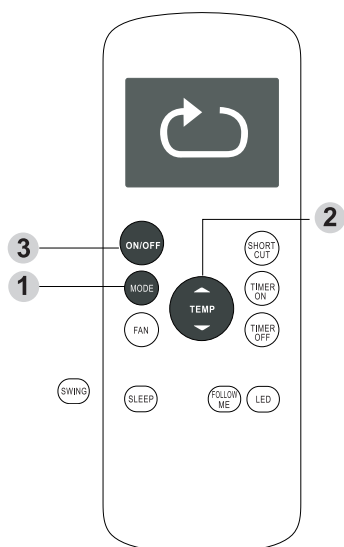 2
3
ON/OFF
SHORT
CUT
1
MODE
TEMP
TIMER
ON
FAN
TIMER
OFF
SWING
SLEEP
FOLLOW
ME
LED